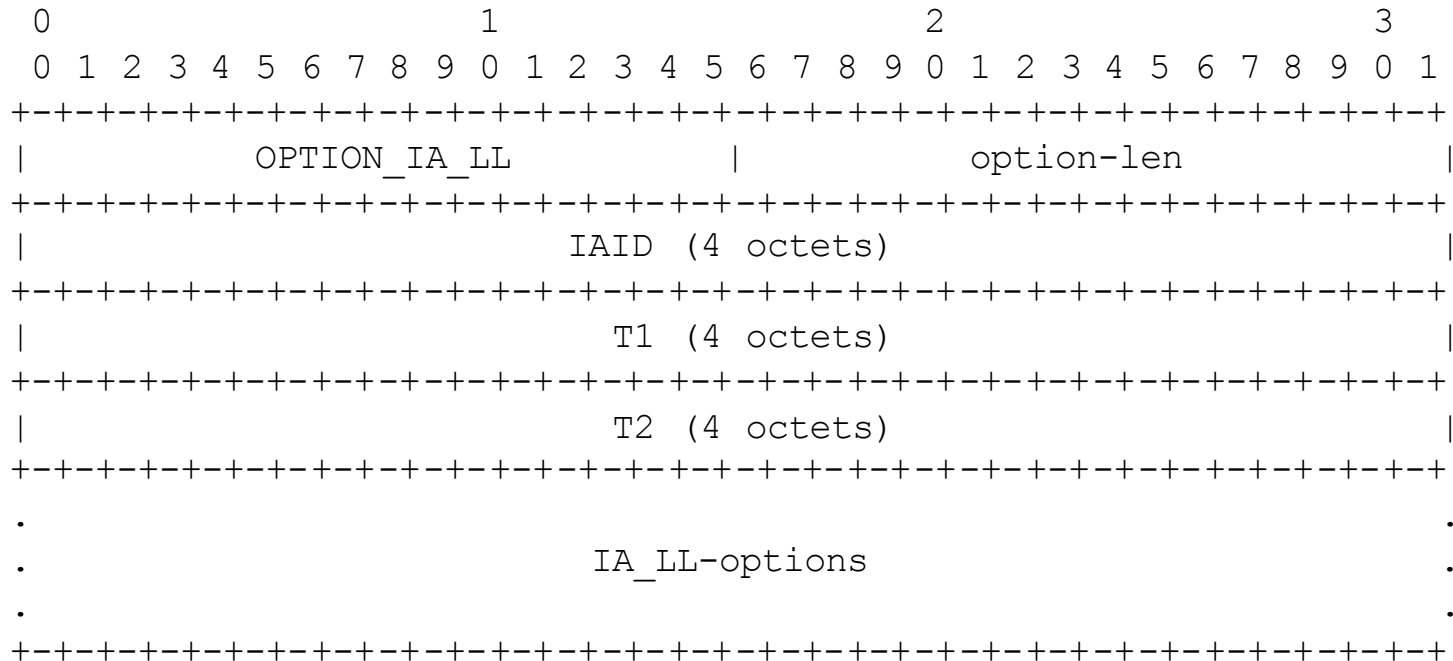 0                   1                   2                   3
 0 1 2 3 4 5 6 7 8 9 0 1 2 3 4 5 6 7 8 9 0 1 2 3 4 5 6 7 8 9 0 1
+-+-+-+-+-+-+-+-+-+-+-+-+-+-+-+-+-+-+-+-+-+-+-+-+-+-+-+-+-+-+-+-+
|          OPTION_IA_LL         |          option-len           |
+-+-+-+-+-+-+-+-+-+-+-+-+-+-+-+-+-+-+-+-+-+-+-+-+-+-+-+-+-+-+-+-+
|                        IAID (4 octets)                        |
+-+-+-+-+-+-+-+-+-+-+-+-+-+-+-+-+-+-+-+-+-+-+-+-+-+-+-+-+-+-+-+-+
|                          T1 (4 octets)                        |
+-+-+-+-+-+-+-+-+-+-+-+-+-+-+-+-+-+-+-+-+-+-+-+-+-+-+-+-+-+-+-+-+
|                          T2 (4 octets)                        |
+-+-+-+-+-+-+-+-+-+-+-+-+-+-+-+-+-+-+-+-+-+-+-+-+-+-+-+-+-+-+-+-+
.                                                               .
.                         IA_LL-options                         .
.                                                               .
+-+-+-+-+-+-+-+-+-+-+-+-+-+-+-+-+-+-+-+-+-+-+-+-+-+-+-+-+-+-+-+-+